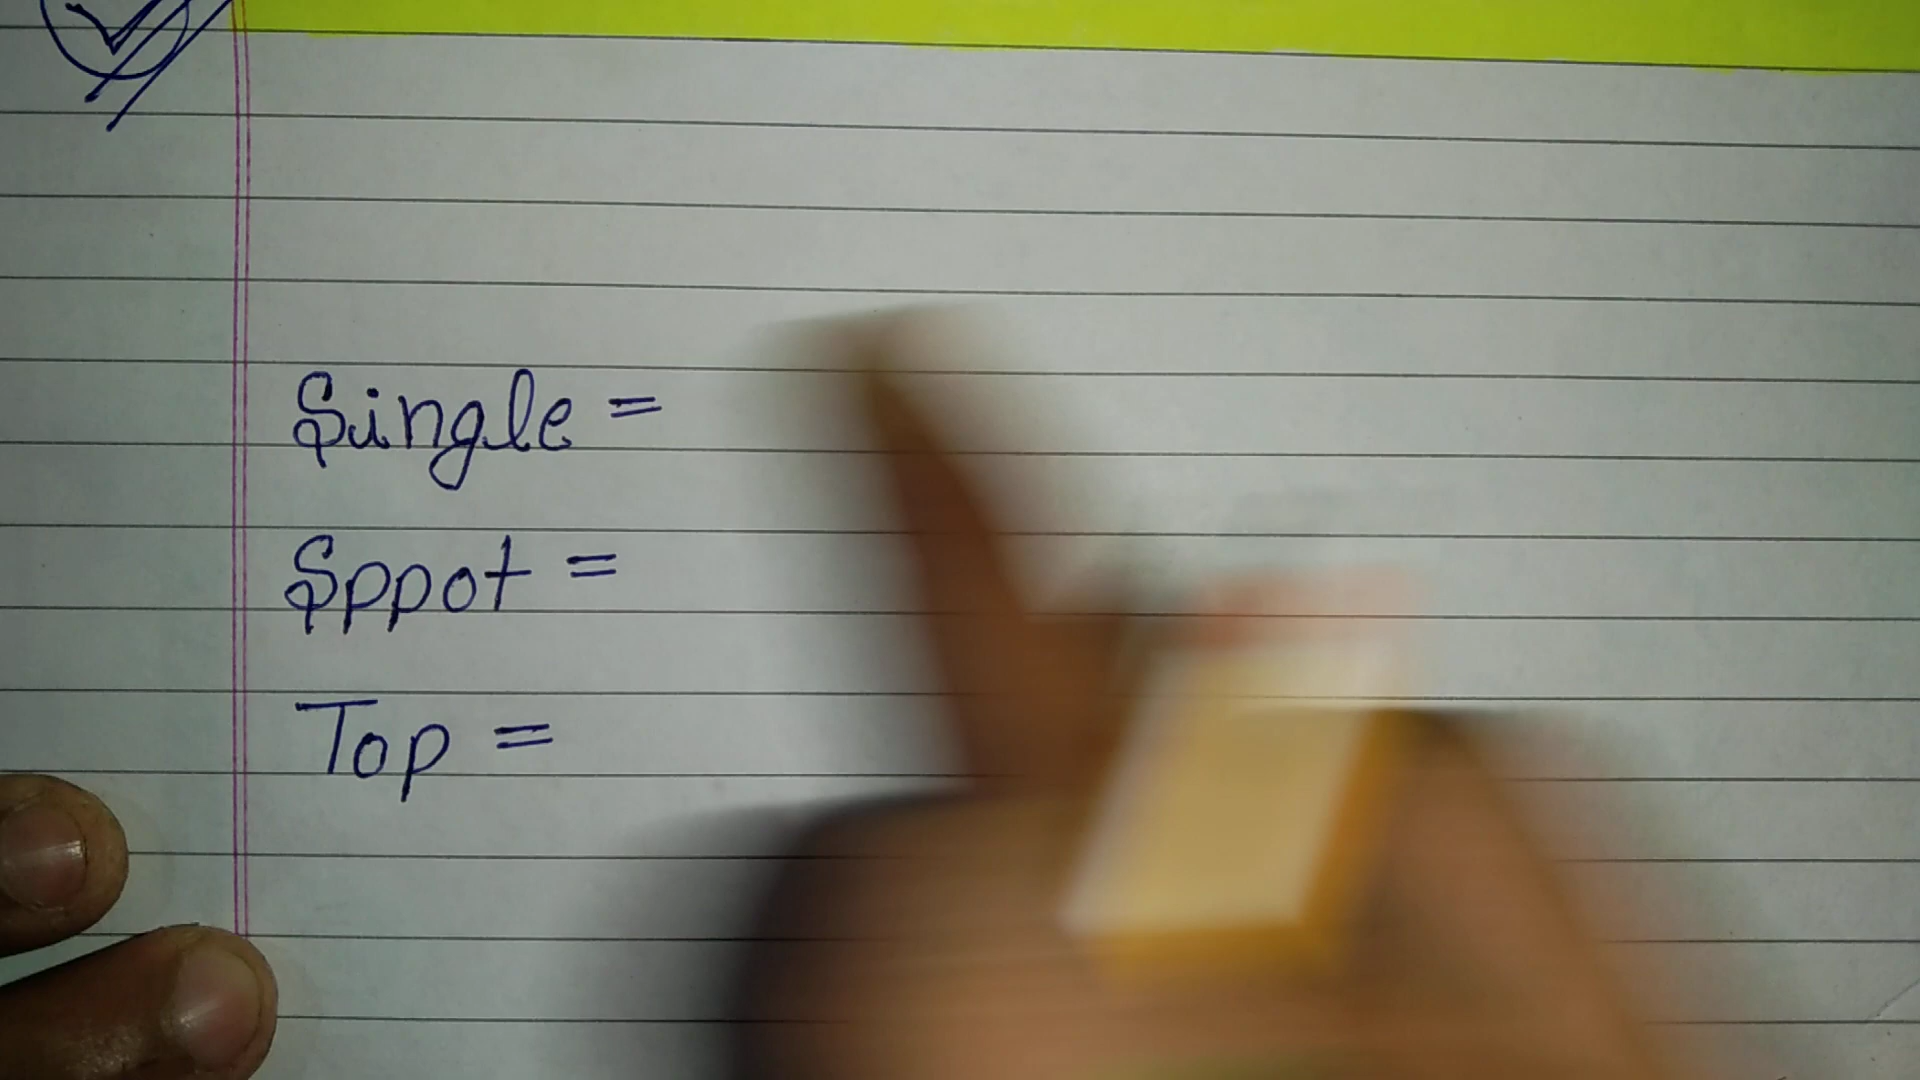 Single =
Sppot =
Top =